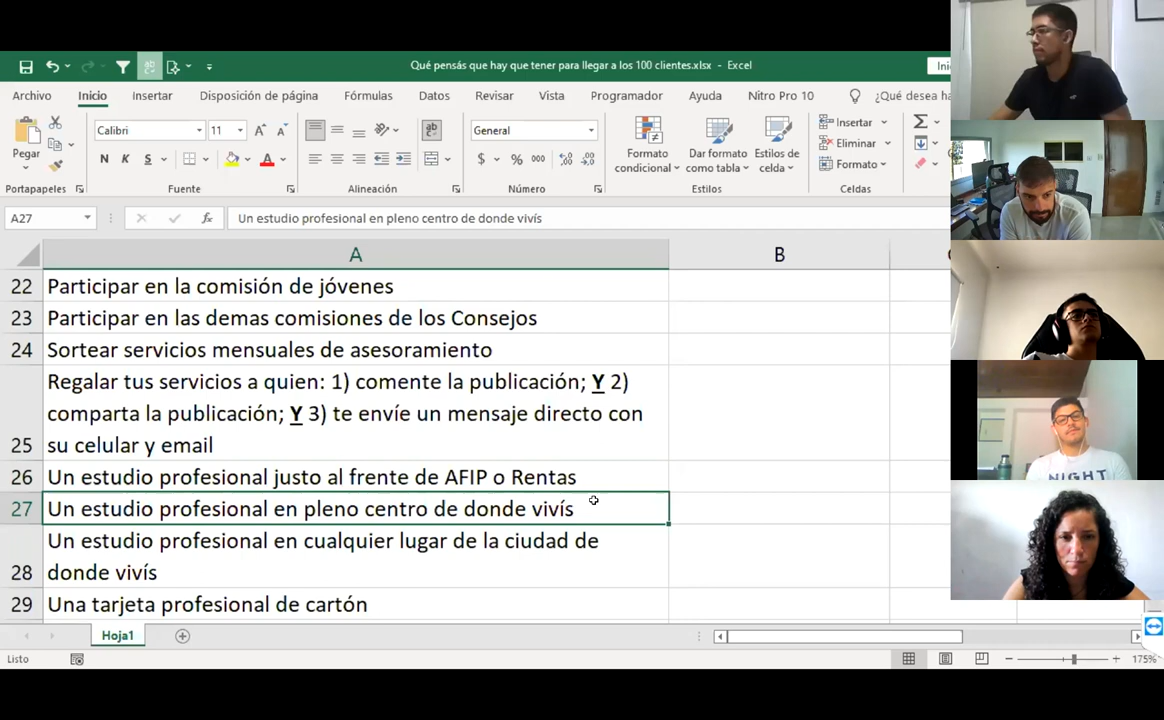 Qué pensás que hay que tener para llegar a los 100 clientes.xlsx - Excel
Ini
Archivo Inicio Insertar Disposición de página Fórmulas Datos Revisar Vista Programador Ayuda Nitro Pro 10 ¿Qué desea ha
Pegar
Calibri 11
N K S
ab
General
$ % 000
Formato condicional
Dar formato como tabla
Estilos de celda
Insertar
Eliminar
Formato
Portapapeles Fuente Alineación Número Estilos Celdas
A27 fx Un estudio profesional en pleno centro de donde vivís
A B
22 Participar en la comisión de jóvenes
23 Participar en las demas comisiones de los Consejos
24 Sortear servicios mensuales de asesoramiento
Regalar tus servicios a quien: 1) comente la publicación; Y 2)
comparta la publicación; Y 3) te envíe un mensaje directo con
25 su celular y email
26 Un estudio profesional justo al frente de AFIP o Rentas
27 Un estudio profesional en pleno centro de donde vivís
Un estudio profesional en cualquier lugar de la ciudad de
28 donde vivís
29 Una tarjeta profesional de cartón
Hoja1
Listo 175%
NIGHT